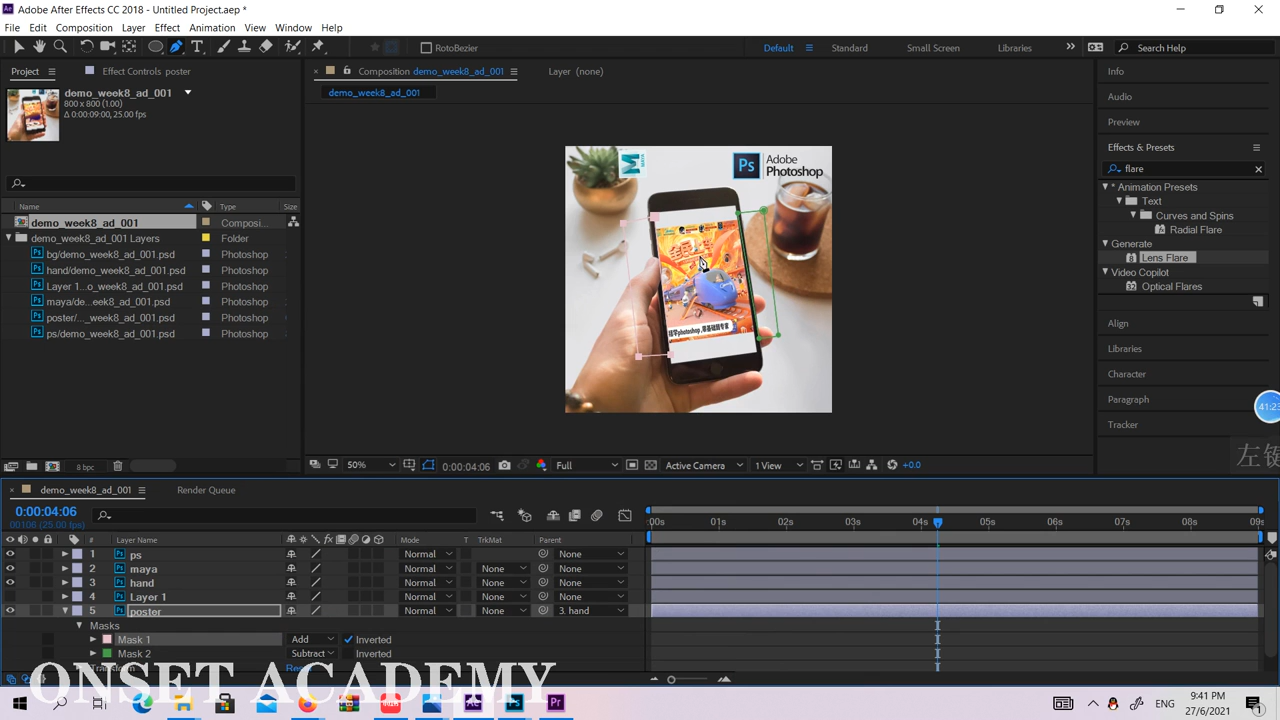 Adobe After Effects CC 2018 - Untitled Project.aep *
File Edit Composition Layer Effect Animation View Window Help
RotoBezier
Default
Standard
Small Screen
Libraries
Search Help
Project
Effect Controls poster
demo_week8_ad_001
800 x 800 (1.00)
Δ 0:00:09:00, 25.00 fps
Name Type Size
demo_week8_ad_001 Composi...
demo_week8_ad_001 Layers Folder
bg/demo_week8_ad_001.psd Photoshop
hand/demo_week8_ad_001.psd Photoshop
Layer 1...o_week8_ad_001.psd Photoshop
maya/de...eek8_ad_001.psd Photoshop
poster/..._week8_ad_001.psd Photoshop
ps/demo_week8_ad_001.psd Photoshop
8 bpc
Composition demo_week8_ad_001
Layer (none)
demo_week8_ad_001
Ps
Adobe
Photoshop
50%
0:00:04:06
Full
Active Camera
1 View
+0.0
Info
Audio
Preview
Effects & Presets
flare
* Animation Presets
Text
Curves and Spins
Radial Flare
Generate
Lens Flare
Video Copilot
Optical Flares
Align
Libraries
Character
Paragraph
Tracker
41:23
demo_week8_ad_001
Render Queue
0:00:04:06
00106 (25.00 fps)
# Layer Name Mode T TrkMat Parent
:00s 01s 02s 03s 04s 05s 06s 07s 08s 09s
1 ps Normal None
2 maya Normal None None
3 hand Normal None None
4 Layer 1 Normal None None
5 poster Normal None 3. hand
Masks
Mask 1 Add Inverted
Mask 2 Subtract Inverted
Transform
ONSET ACADEMY
ENG
9:41 PM
27/6/2021